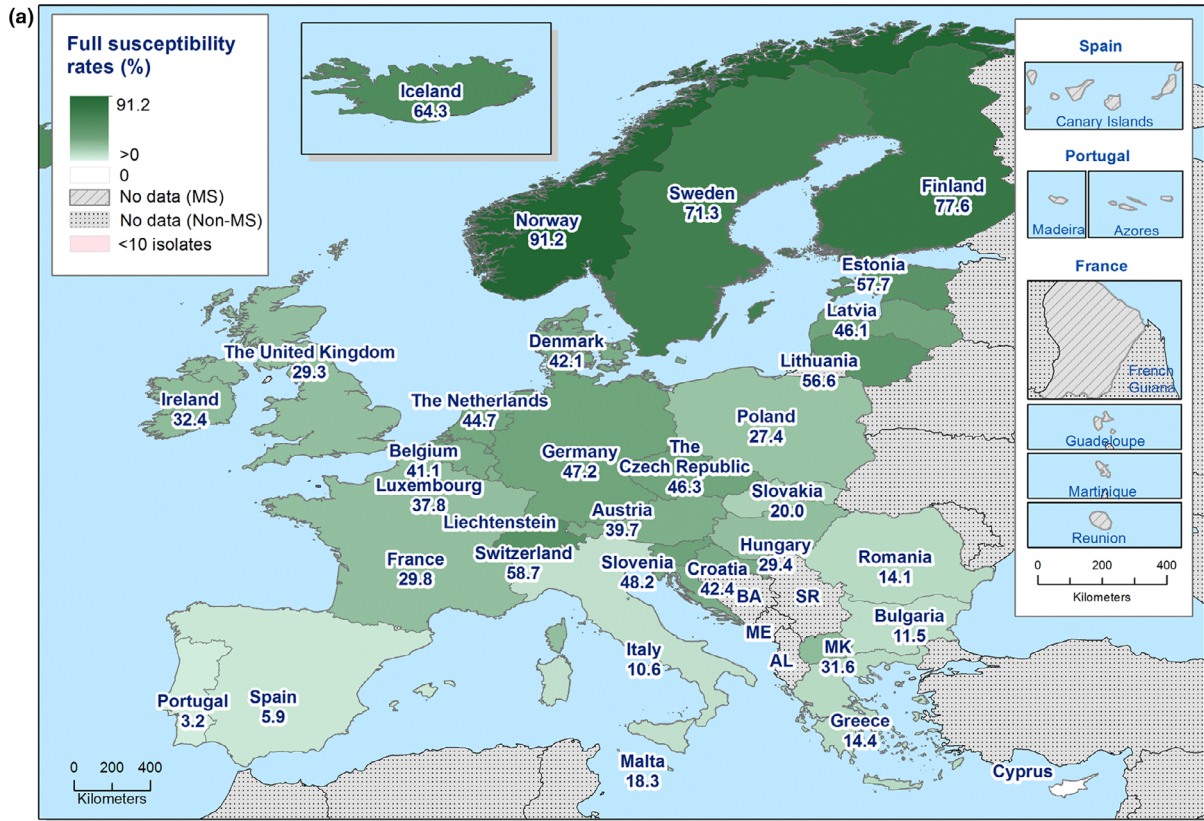 (a)
Full susceptibility
rates (%)
91.2
>0
0
No data (MS)
No data (Non-MS)
<10 isolates
Iceland
64.3
Norway
91.2
Sweden
71.3
Finland
77.6
Estonia
57.7
Latvia
46.1
Lithuania
56.6
Denmark
42.1
The United Kingdom
29.3
Ireland
32.4
The Netherlands
44.7
Belgium
41.1
Luxembourg
37.8
Germany
47.2
Poland
27.4
The
Czech Republic
46.3
Slovakia
20.0
Liechtenstein
Austria
39.7
France
29.8
Switzerland
58.7
Slovenia
48.2
Croatia
42.4
Hungary
29.4
Romania
14.1
BA
SR
Bulgaria
11.5
ME
MK
31.6
AL
Italy
10.6
Portugal
3.2
Spain
5.9
Greece
14.4
Malta
18.3
Cyprus
0 200 400
Kilometers
Spain
Canary Islands
Portugal
Madeira
Azores
France
French
Guiana
Guadeloupe
Martinique
Reunion
0 200 400
Kilometers